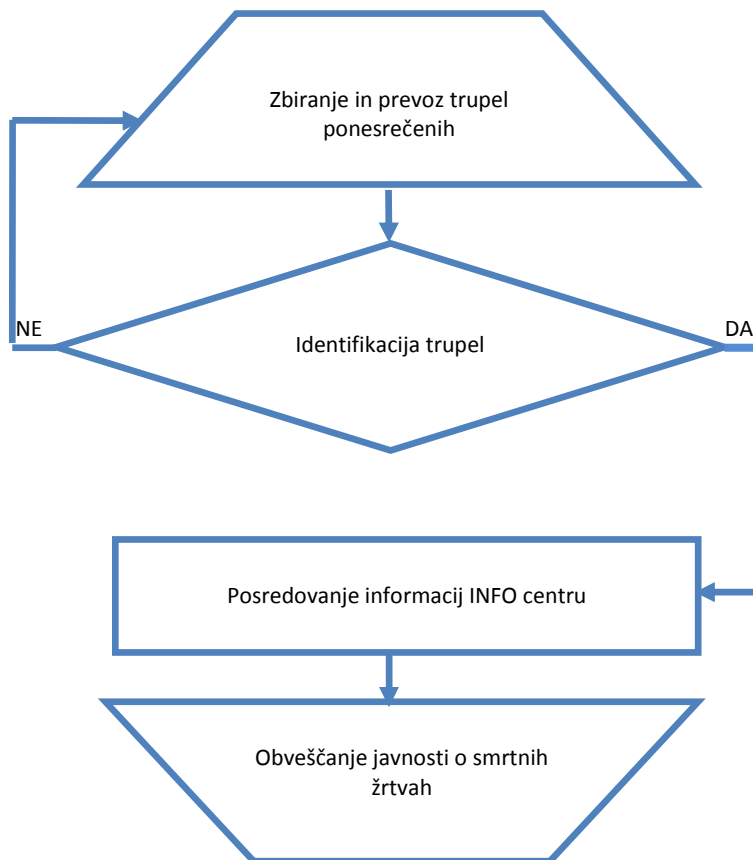 Zbiranje in prevoz trupel
ponesrečenih
NE
Identifikacija trupel
DA
Posredovanje informacij INFO centru
Obveščanje javnosti o smrtnih
žrtvah